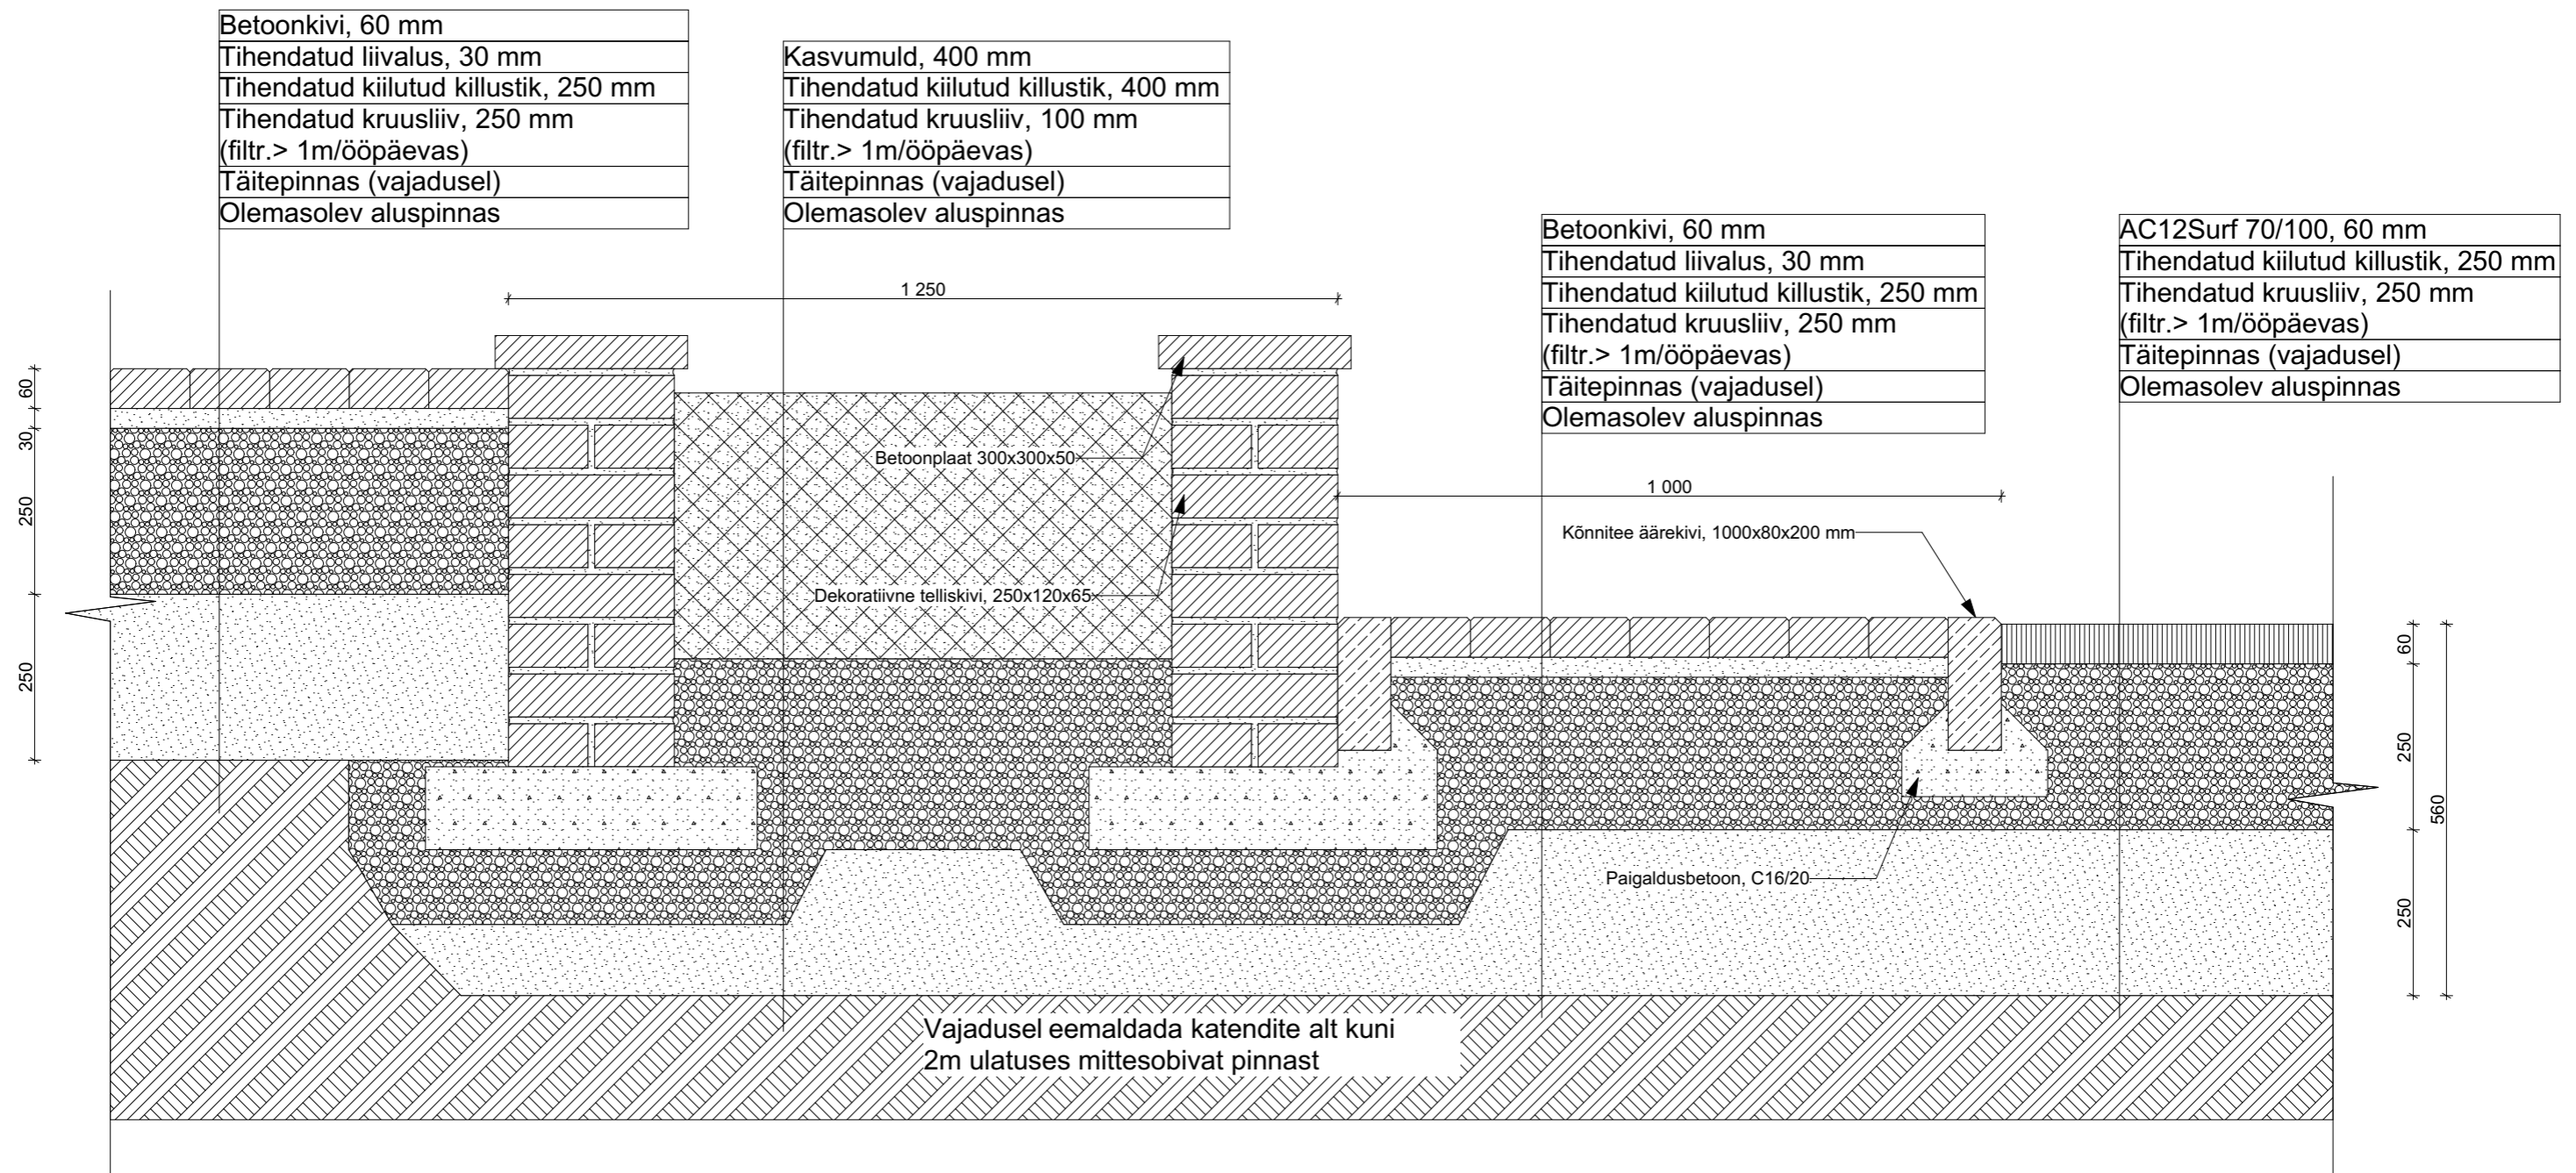 Betoonkivi, 60 mm
Tihendatud liivalus, 30 mm
Tihendatud kiilutud killustik, 250 mm
Tihendatud kruusliiv, 250 mm
(filtr.> 1m/ööpäevas)
Täitepinnas (vajadusel)
Olemasolev aluspinnas
Kasvumuld, 400 mm
Tihendatud kiilutud killustik, 400 mm
Tihendatud kruusliiv, 100 mm
(filtr.> 1m/ööpäevas)
Täitepinnas (vajadusel)
Olemasolev aluspinnas
Betoonkivi, 60 mm
Tihendatud liivalus, 30 mm
Tihendatud kiilutud killustik, 250 mm
Tihendatud kruusliiv, 250 mm
(filtr.> 1m/ööpäevas)
Täitepinnas (vajadusel)
Olemasolev aluspinnas
AC12Surf 70/100, 60 mm
Tihendatud kiilutud killustik, 250 mm
Tihendatud kruusliiv, 250 mm
(filtr.> 1m/ööpäevas)
Täitepinnas (vajadusel)
Olemasolev aluspinnas
1 250
60
30
250
250
Betoonplaat 300x300x50
Dekoratiivne telliskivi, 250x120x65
1 000
Kõnnitee äärekivi, 1000x80x200 mm
Paigaldusbetoon, C16/20
60
250
250
560
Vajadusel eemaldada katendite alt kuni
2m ulatuses mittesobivat pinnast